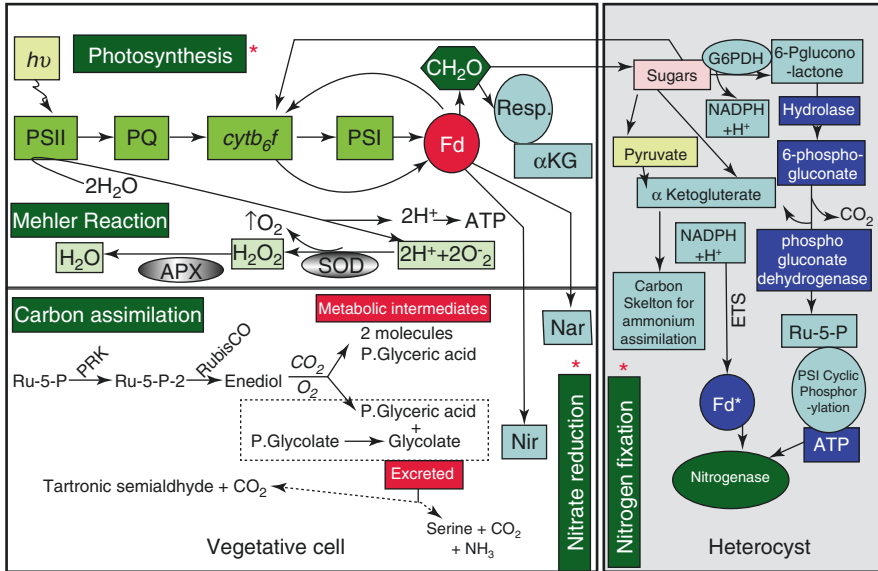 hν
Photosynthesis *
CH2O
Resp.
αKG
PSII
PQ
cytb6f
PSI
Fd
2H2O
Mehler Reaction
↑O2
2H+
ATP
H2O
APX
H2O2
SOD
2H++2O-2
Carbon assimilation
Metabolic intermediates
2 molecules
P.Glyceric acid
Ru-5-P
PRK
Ru-5-P-2
RubisCO
Enediol
CO2
O2
P.Glyceric acid
+
P.Glycolate
Glycolate
Excreted
Tartronic semialdhyde + CO2
Serine + CO2
+ NH3
Vegetative cell
Nar
Nir
*
Nitrate reduction
*
Nitrogen fixation
Sugars
G6PDH
6-Pglucono
-lactone
NADPH
+H+
Hydrolase
Pyruvate
6-phospho-
gluconate
α Ketogluterate
CO2
NADPH
+H+
phospho
gluconate
dehydrogenase
Carbon
Skelton for
ammonium
assimilation
ETS
Ru-5-P
PSI Cyclic
Phosphor
-ylation
Fd*
ATP
Nitrogenase
Heterocyst